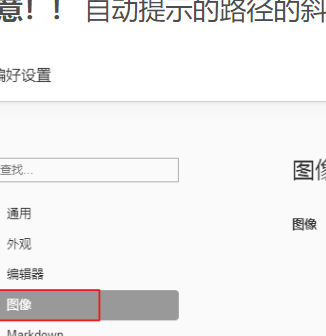 意！！ 自动提示的路径的斜
偏好设置
查找...
图像
通用
图像
外观
编辑器
图像
Markdown